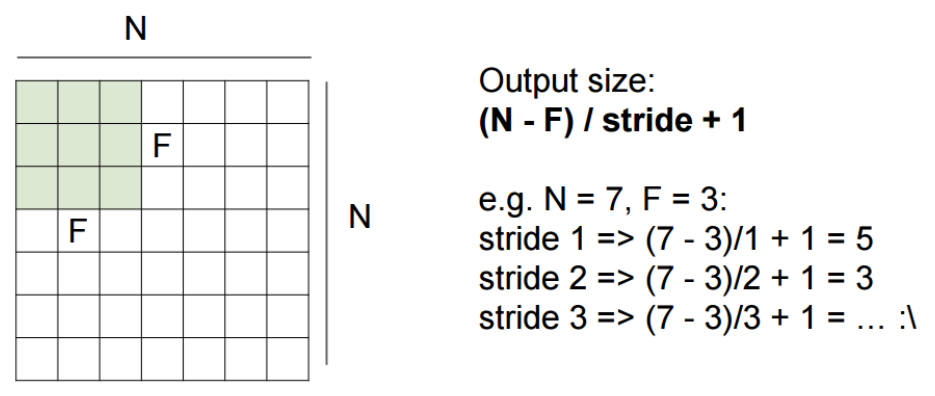 N
F
F
N
Output size:
(N - F) / stride + 1
e.g. N = 7, F = 3:
stride 1 => (7 - 3)/1 + 1 = 5
stride 2 => (7 - 3)/2 + 1 = 3
stride 3 => (7 - 3)/3 + 1 = ... :\